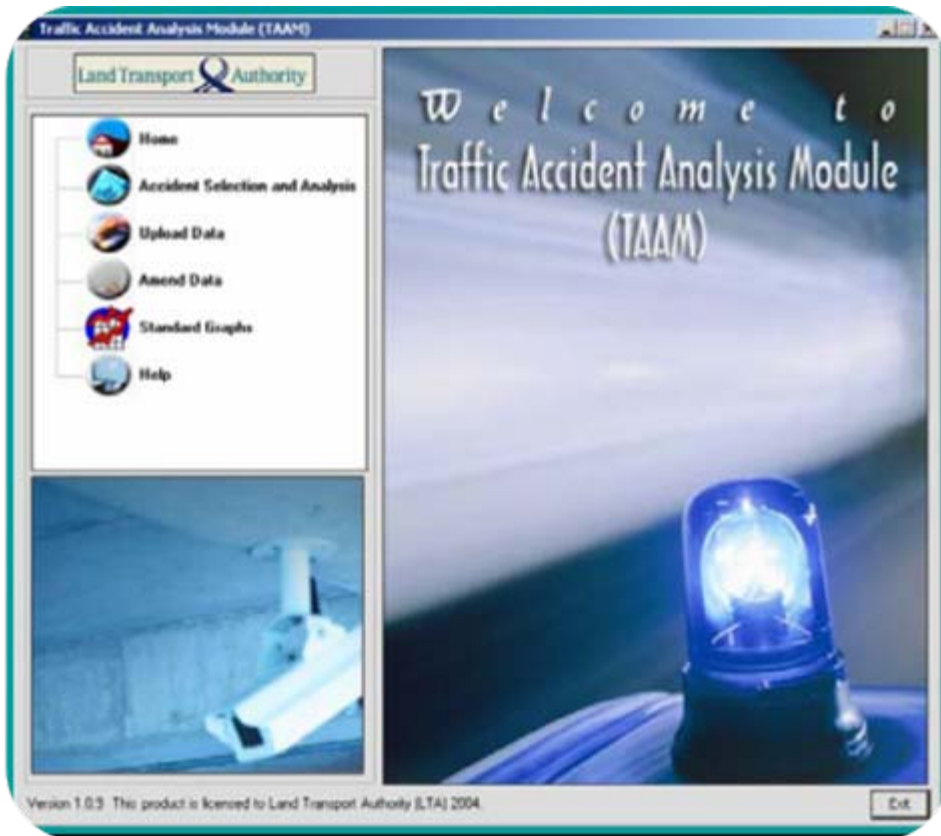 Traffic Accident Analysis Module (TAAM)
Land Transport Authority
Home
Accident Selection and Analysis
Upload Data
Amend Data
Standard Graphs
Help
Welcome to
Traffic Accident Analysis Module
(TAAM)
Version 1.0.9 This product is licensed to Land Transport Authority (LTA) 2004.
Exit